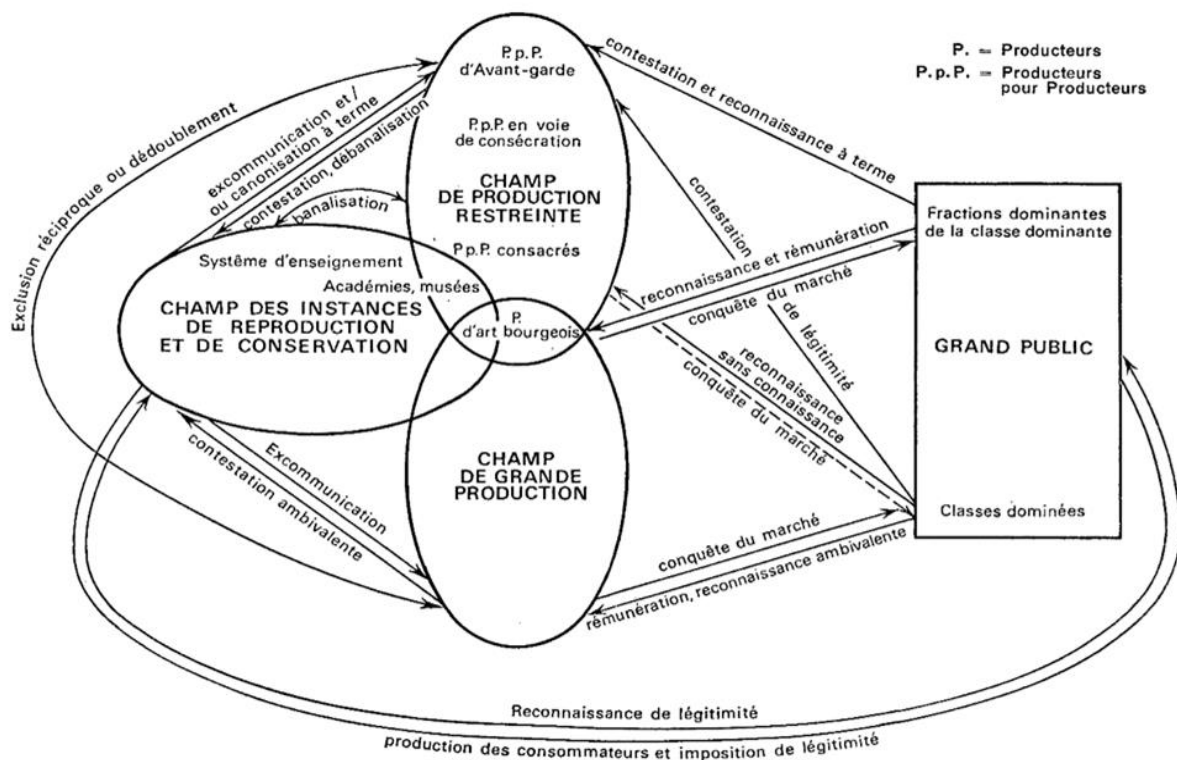 P. = Producteurs
P.p.P. = Producteurs
pour Producteurs
P.p.P.
d'Avant-garde
P.p.P. en voie
de consécration
CHAMP
DE PRODUCTION
RESTREINTE
P.p.P. consacrés
Système d'enseignement
Académies, musées
CHAMP DES INSTANCES
DE REPRODUCTION
ET DE CONSERVATION
P.
d'art bourgeois
CHAMP
DE GRANDE
PRODUCTION
Fractions dominantes
de la classe dominante
GRAND PUBLIC
Classes dominées
Exclusion réciproque ou dédoublement
excommunication et/
ou canonisation à terme
contestation, débanalisation
banalisation
contestation et reconnaissance à terme
contestation
de légitimité
reconnaissance et rémunération
conquête du marché
reconnaissance
sans connaissance
conquête du marché
Excommunication
contestation ambivalente
conquête du marché
rémunération, reconnaissance ambivalente
Reconnaissance de légitimité
production des consommateurs et imposition de légitimité